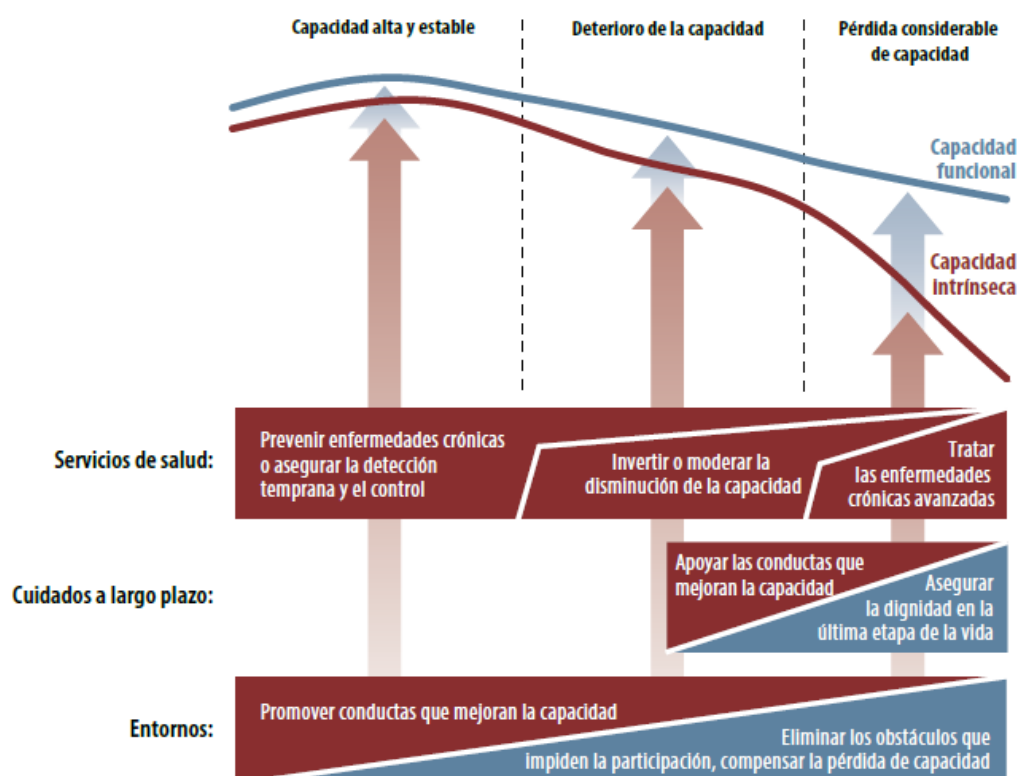 Capacidad alta y estable
Deterioro de la capacidad
Pérdida considerable
de capacidad
Capacidad
funcional
Capacidad
intrínseca
Servicios de salud:
Prevenir enfermedades crónicas
o asegurar la detección
temprana y el control
Invertir o moderar la
disminución de la capacidad
Tratar
las enfermedades
crónicas avanzadas
Cuidados a largo plazo:
Apoyar las conductas que
mejoran la capacidad
Asegurar
la dignidad en la
última etapa de la vida
Entornos:
Promover conductas que mejoran la capacidad
Eliminar los obstáculos que
impiden la participación, compensar la pérdida de capacidad